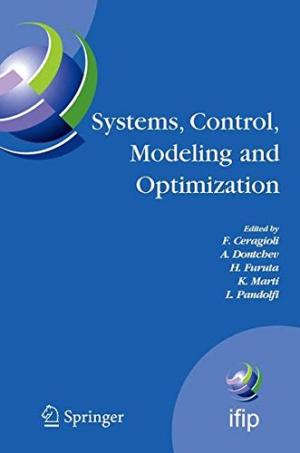 Systems, Control,
Modeling and
Optimization
Edited by
F. Ceragioli
A. Dontchev
H. Furuta
K. Marti
L. Pandolfi
Springer
ifip